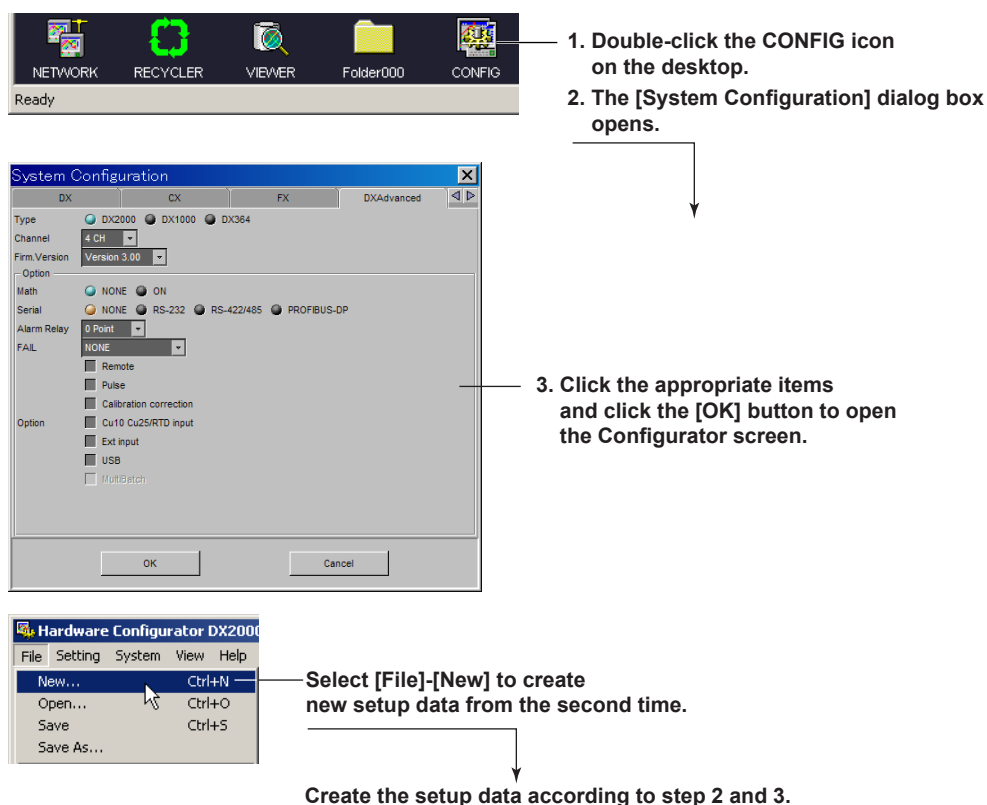 NETWORK RECYCLER VIEWER Folder000 CONFIG
Ready
1. Double-click the CONFIG icon
on the desktop.
2. The [System Configuration] dialog box
opens.
System Configuration
DX CX FX DXAdvanced
Type DX2000 DX1000 DX364
Channel 4 CH
Firm.Version Version 3.00
Option
Math NONE ON
Serial NONE RS-232 RS-422/485 PROFIBUS-DP
Alarm Relay 0 Point
FAIL NONE
Remote
Pulse
Calibration correction
Option Cu10 Cu25/RTD input
Ext input
USB
MultiBatch
OK Cancel
3. Click the appropriate items
and click the [OK] button to open
the Configurator screen.
Hardware Configurator DX2000
File Setting System View Help
New... Ctrl+N
Open... Ctrl+O
Save Ctrl+S
Save As...
Select [File]-[New] to create
new setup data from the second time.
Create the setup data according to step 2 and 3.